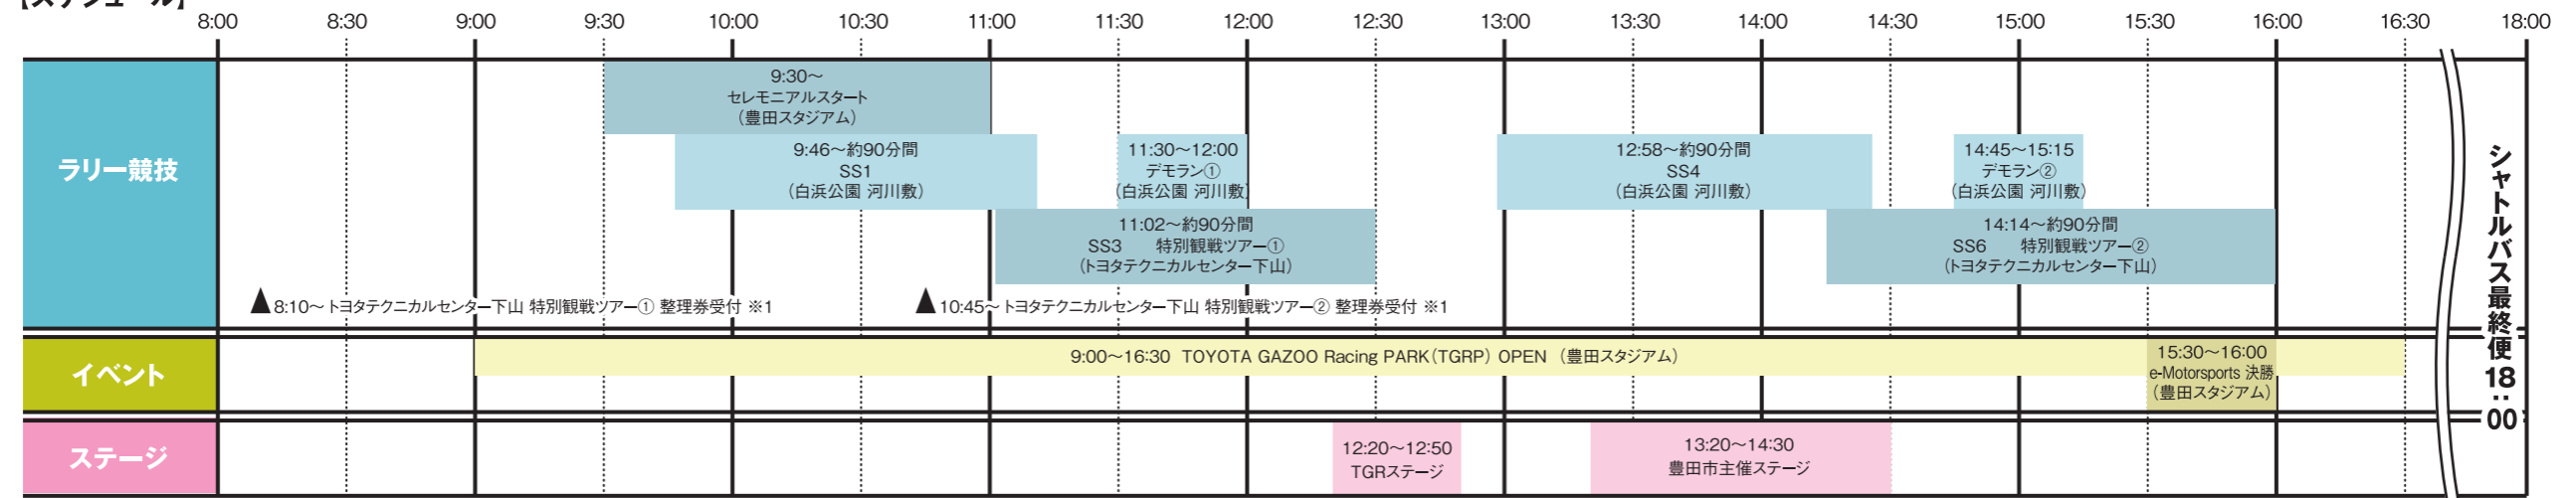 【スケジュール】
8:00 8:30 9:00 9:30 10:00 10:30 11:00 11:30 12:00 12:30 13:00 13:30 14:00 14:30 15:00 15:30 16:00 16:30 18:00
ラリー競技
9:30〜
セレモニアルスタート
（豊田スタジアム）
9:46〜約90分間
SS1
（白浜公園 河川敷）
11:30〜12:00
デモラン①
（白浜公園 河川敷）
12:58〜約90分間
SS4
（白浜公園 河川敷）
14:45〜15:15
デモラン②
（白浜公園 河川敷）
11:02〜約90分間
SS3 特別観戦ツアー①
（トヨタテクニカルセンター下山）
14:14〜約90分間
SS6 特別観戦ツアー②
（トヨタテクニカルセンター下山）
▲8:10〜トヨタテクニカルセンター下山 特別観戦ツアー① 整理券受付 ※1
▲10:45〜トヨタテクニカルセンター下山 特別観戦ツアー② 整理券受付 ※1
イベント
9:00〜16:30 TOYOTA GAZOO Racing PARK（TGRP） OPEN （豊田スタジアム）
15:30〜16:00
e-Motorsports 決勝
（豊田スタジアム）
ステージ
12:20〜12:50
TGRステージ
13:20〜14:30
豊田市主催ステージ
シャトルバス最終便18：00